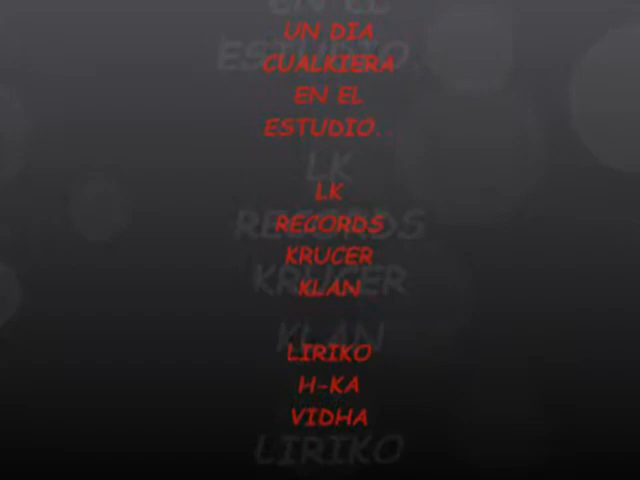 UN DIA
CUALKIERA
EN EL
ESTUDIO..
LK
RECORDS
KRUCER
KLAN
LIRIKO
H-KA
VIDHA